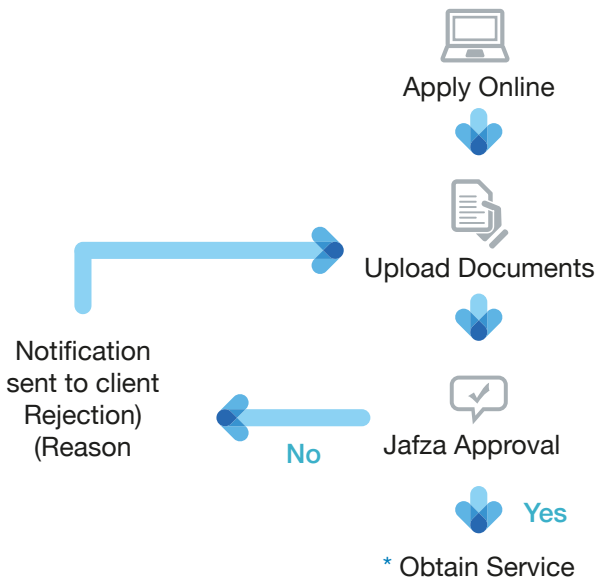 Apply Online
Upload Documents
Notification
sent to client
Rejection)
(Reason
No
Jafza Approval
Yes
* Obtain Service